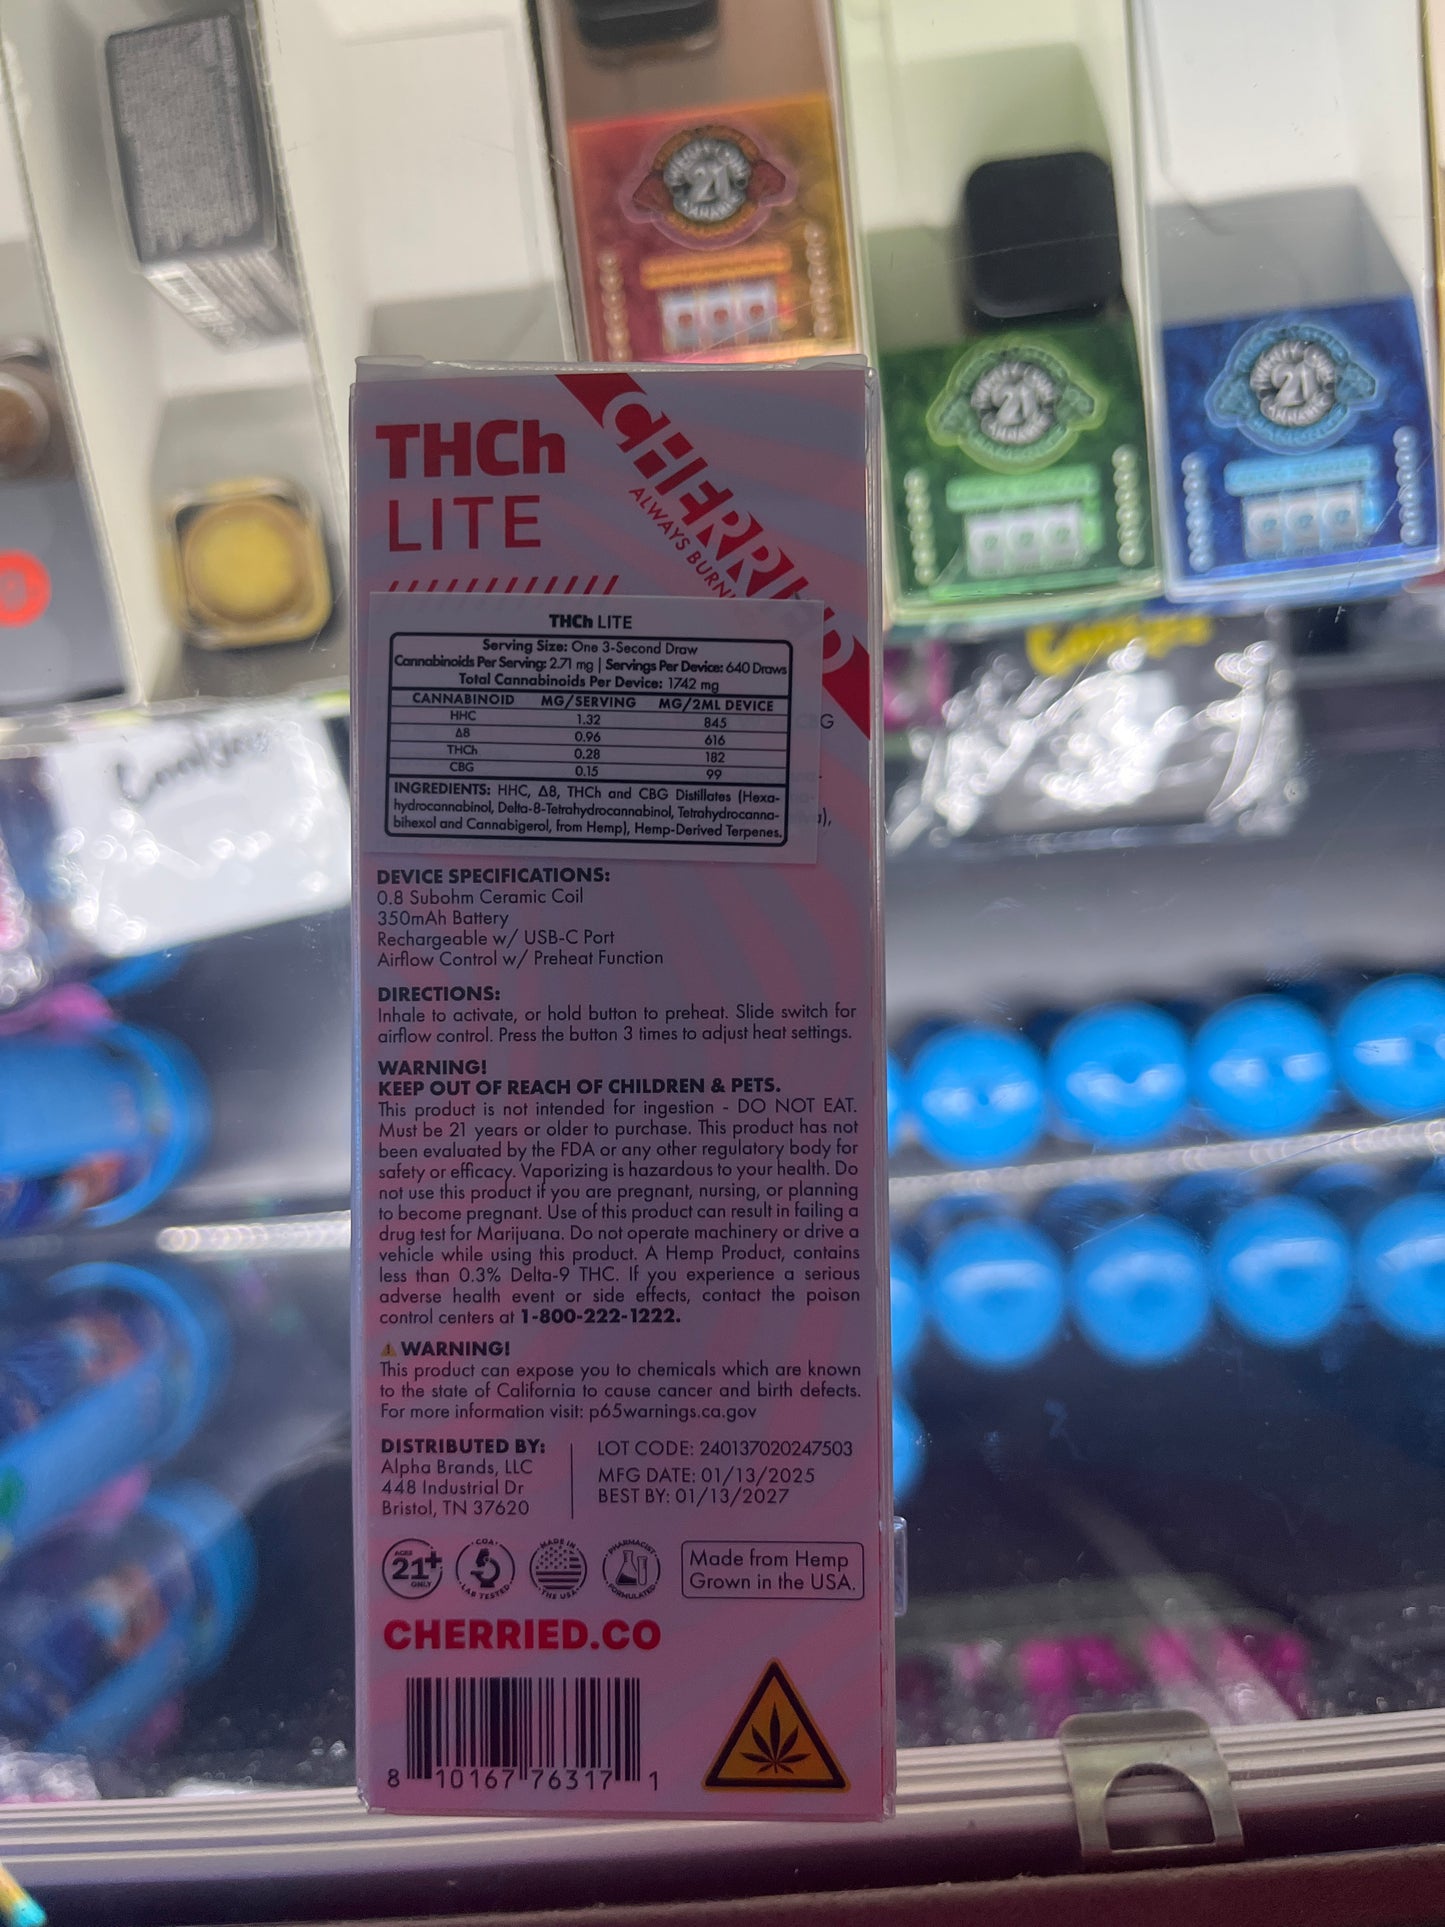 THCh
LITE
CHERRIED
ALWAYS BURNI
THCh LITE
Serving Size: One 3-Second Draw
Cannabinoids Per Serving: 2.71 mg | Servings Per Device: 640 Draws
Total Cannabinoids Per Device: 1742 mg
CANNABINOID MG/SERVING MG/2ML DEVICE
HHC 1.32 845
Δ8 0.96 616
THCh 0.28 182
CBG 0.15 99
INGREDIENTS: HHC, Δ8, THCh and CBG Distillates (Hexa-
hydrocannabinol, Delta-8-Tetrahydrocannabinol, Tetrahydrocanna-
bihexol and Cannabigerol, from Hemp), Hemp-Derived Terpenes.
DEVICE SPECIFICATIONS:
0.8 Subohm Ceramic Coil
350mAh Battery
Rechargeable w/ USB-C Port
Airflow Control w/ Preheat Function
DIRECTIONS:
Inhale to activate, or hold button to preheat. Slide switch for
airflow control. Press the button 3 times to adjust heat settings.
WARNING!
KEEP OUT OF REACH OF CHILDREN & PETS.
This product is not intended for ingestion - DO NOT EAT.
Must be 21 years or older to purchase. This product has not
been evaluated by the FDA or any other regulatory body for
safety or efficacy. Vaporizing is hazardous to your health. Do
not use this product if you are pregnant, nursing, or planning
to become pregnant. Use of this product can result in failing a
drug test for Marijuana. Do not operate machinery or drive a
vehicle while using this product. A Hemp Product, contains
less than 0.3% Delta-9 THC. If you experience a serious
adverse health event or side effects, contact the poison
control centers at 1-800-222-1222.
WARNING!
This product can expose you to chemicals which are known
to the state of California to cause cancer and birth defects.
For more information visit: p65warnings.ca.gov
DISTRIBUTED BY:
Alpha Brands, LLC
448 Industrial Dr
Bristol, TN 37620
LOT CODE: 240137020247503
MFG DATE: 01/13/2025
BEST BY: 01/13/2027
AGES 21+ ONLY
COA LAB TESTED
MADE IN THE USA
PHARMACIST FORMULATED
Made from Hemp
Grown in the USA.
CHERRIED.CO
8 10167 76317 1
21
21
21